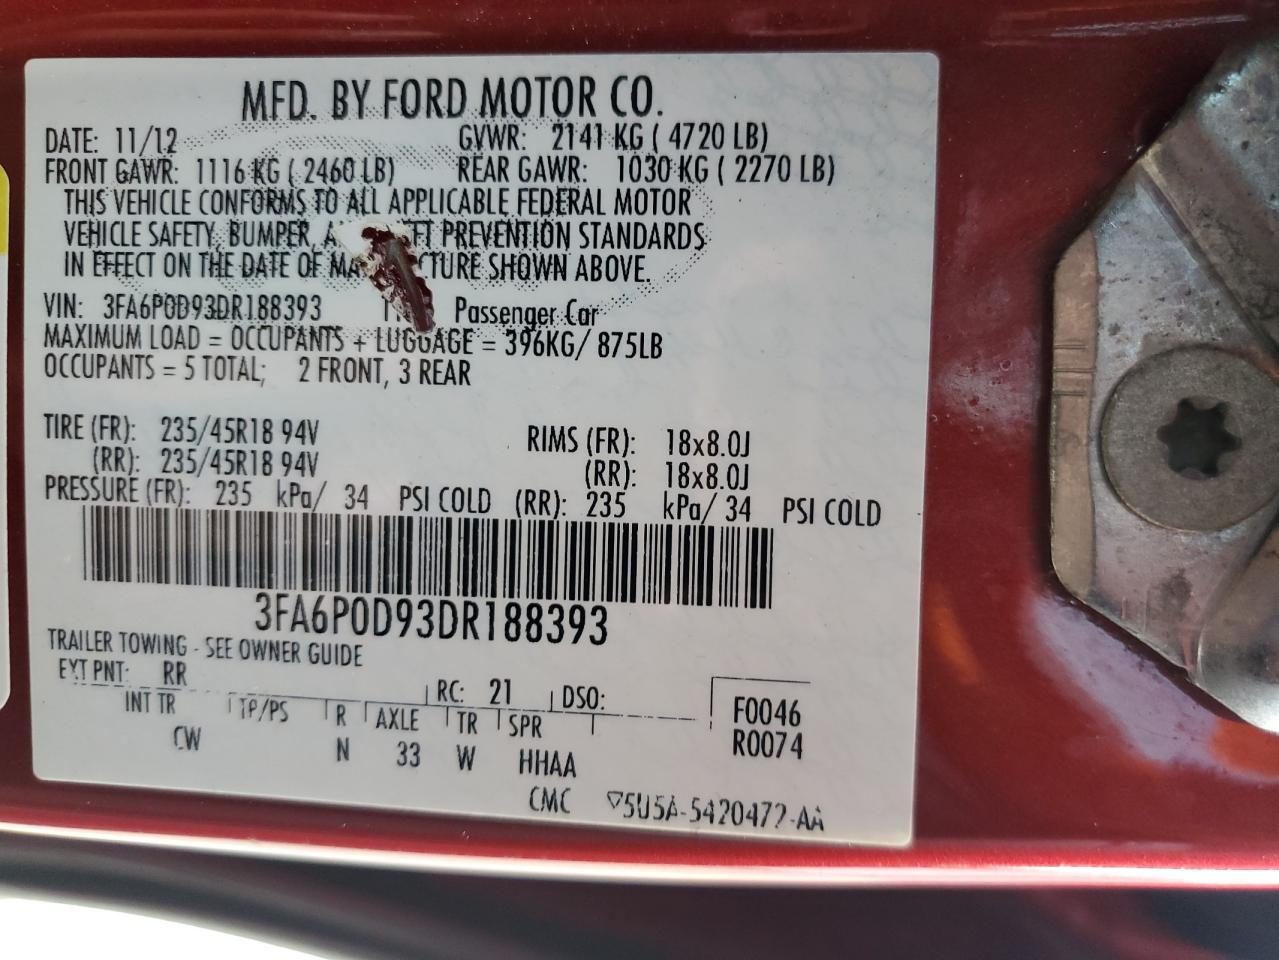 MFD. BY FORD MOTOR CO.
DATE: 11/12 GVWR: 2141 KG ( 4720 LB)
FRONT GAWR: 1116 KG ( 2460 LB) REAR GAWR: 1030 KG ( 2270 LB)
THIS VEHICLE CONFORMS TO ALL APPLICABLE FEDERAL MOTOR
VEHICLE SAFETY, BUMPER, PREVENTION STANDARDS
IN EFFECT ON THE DATE OF SHOWN ABOVE.
VIN: 3FA6P0D93DR188393 Passenger Car
MAXIMUM LOAD = OCCUPANTS + LUGGAGE = 396KG/ 875LB
OCCUPANTS = 5 TOTAL; 2 FRONT, 3 REAR
TIRE (FR): 235/45R18 94V RIMS (FR): 18x8.0J
(RR): 235/45R18 94V (RR): 18x8.0J
PRESSURE (FR): 235 kPa/ 34 PSI COLD (RR): 235 kPa/ 34 PSI COLD
3FA6P0D93DR188393
TRAILER TOWING - SEE OWNER GUIDE
EXT PNT: RR RC: 21 DSO:
INT TR TP/PS R AXLE TR SPR F0046
CW N 33 W HHAA R0074
CMC ▽5U5A-5420472-AA